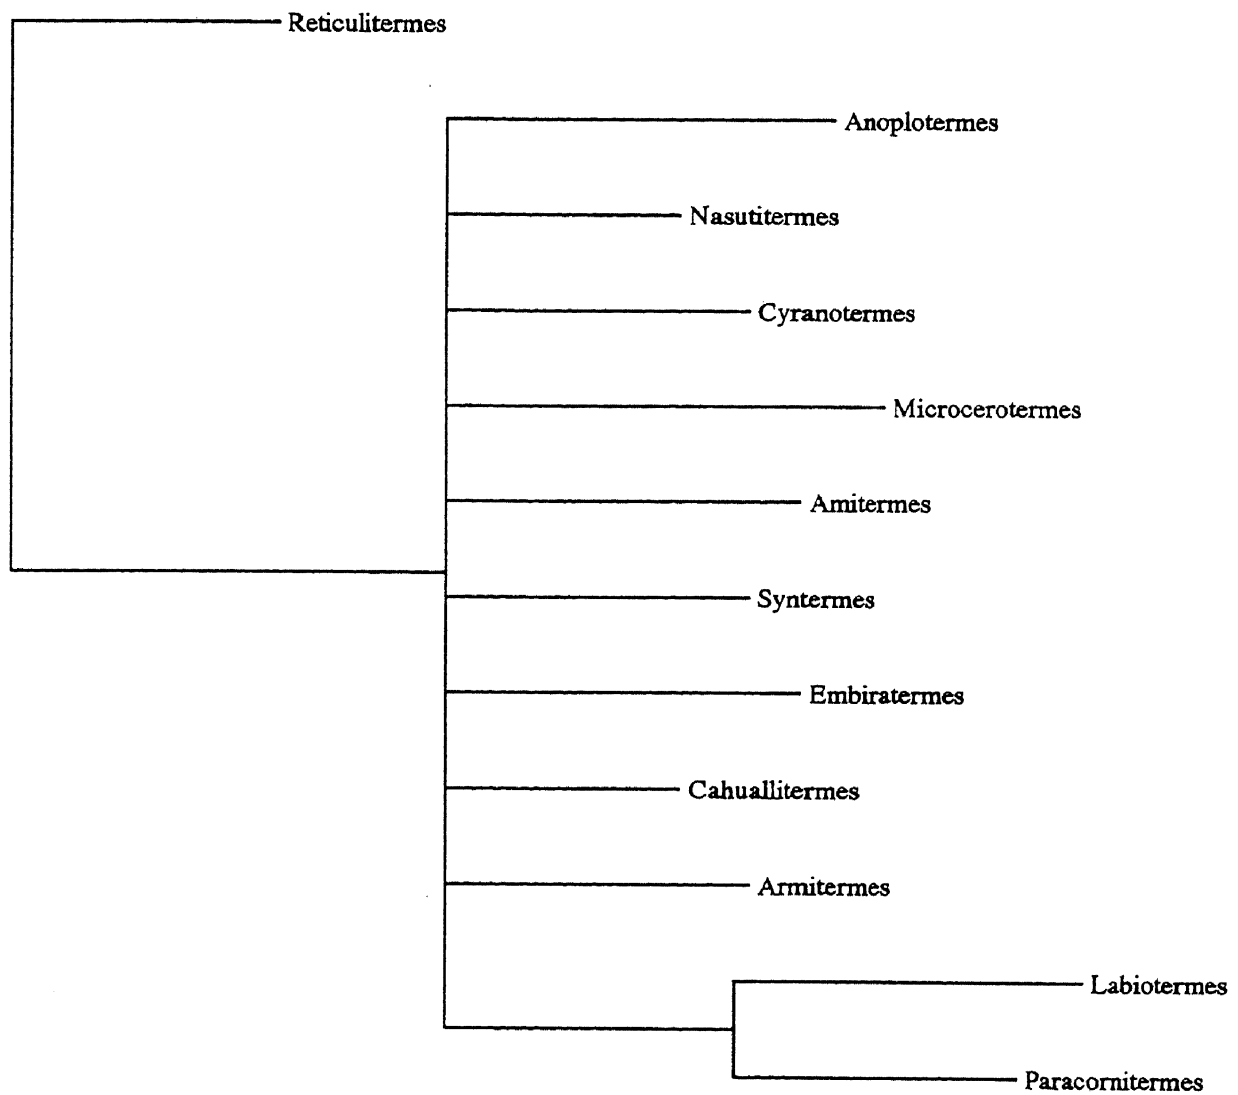 Reticulitermes
Anoplotermes
Nasutitermes
Cyranotermes
Microcerotermes
Amitermes
Syntermes
Embiratermes
Cahuallitermes
Armitermes
Labiotermes
Paracornitermes